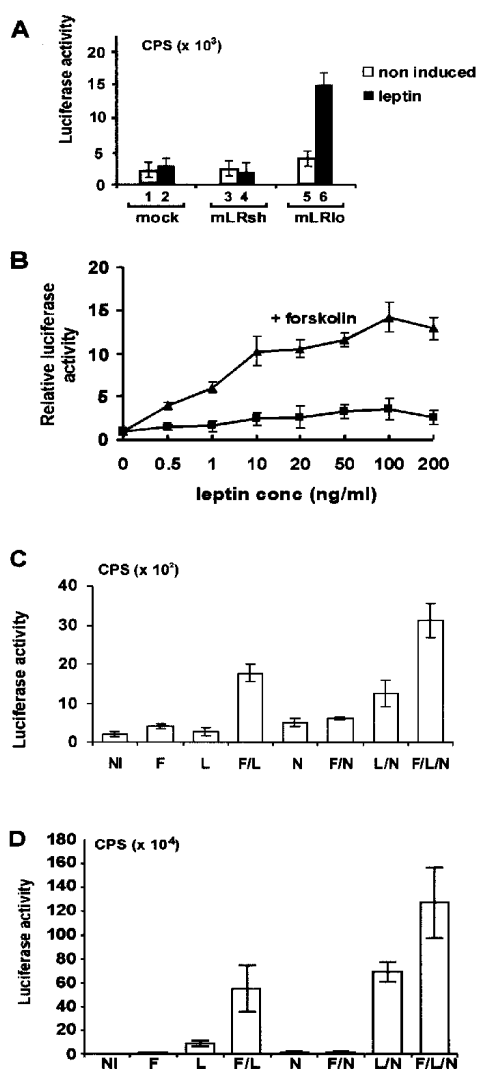 A
CPS (x 10³)
Luciferase activity
20
15
10
5
0
non induced
leptin
1 2
3 4
5 6
mock
mLRsh
mLRlo
B
Relative luciferase
activity
20
15
10
5
0
+ forskolin
0 0.5 1 10 20 50 100 200
leptin conc (ng/ml)
C
CPS (x 10²)
Luciferase activity
40
30
20
10
0
NI F L F/L N F/N L/N F/L/N
D
CPS (x 10⁴)
Luciferase activity
180
160
140
120
100
80
60
40
20
0
NI F L F/L N F/N L/N F/L/N